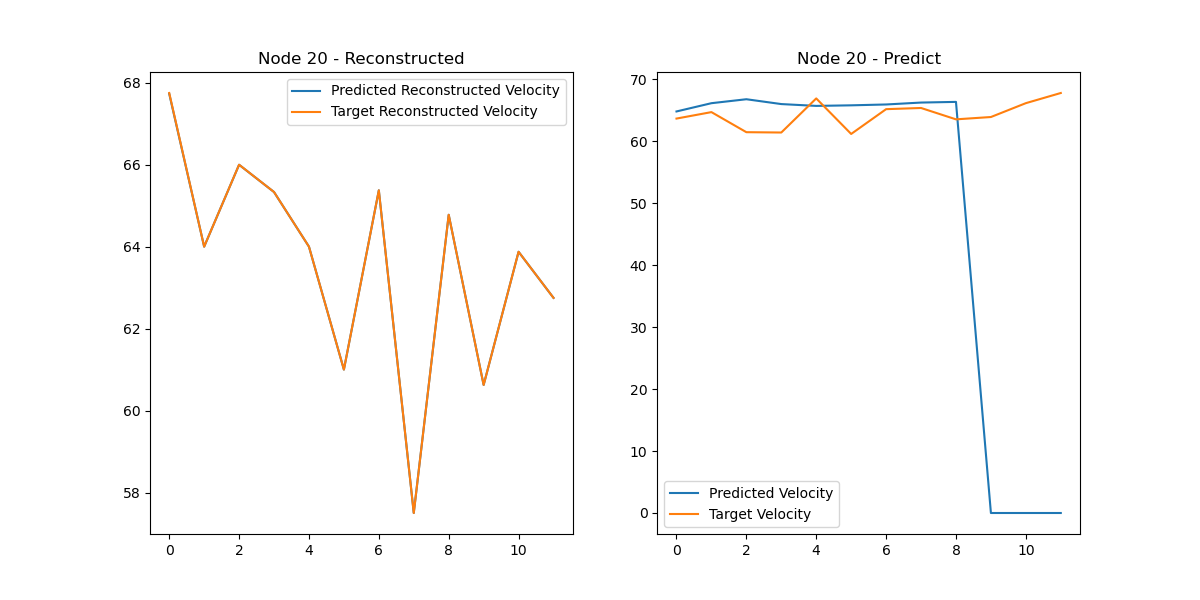 Node 20 - Reconstructed
Predicted Reconstructed Velocity
Target Reconstructed Velocity
68
66
64
62
60
58
0 2 4 6 8 10
Node 20 - Predict
70
60
50
40
30
20
10
0
Predicted Velocity
Target Velocity
0 2 4 6 8 10